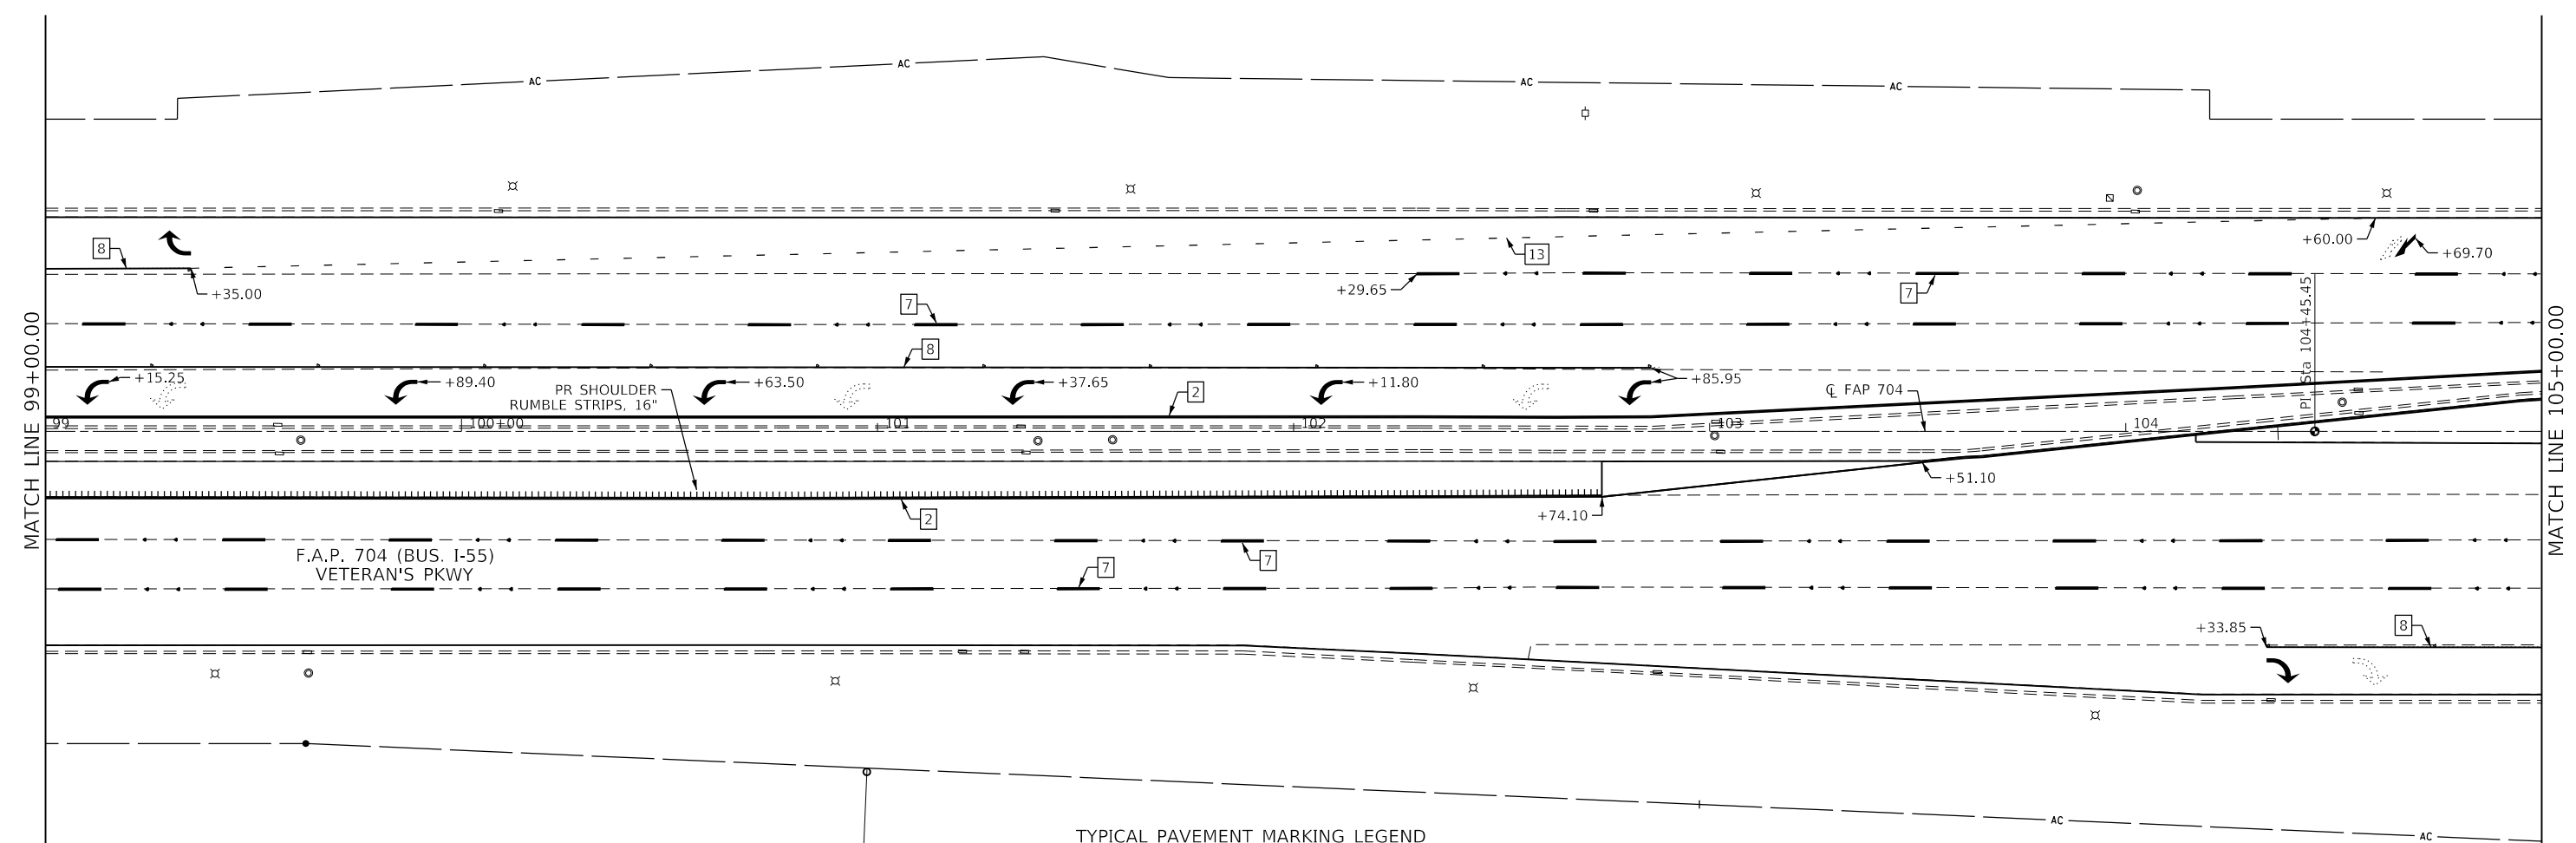 AC
AC
AC
AC
+60.00
+69.70
8
13
+35.00
+29.65
7
7
PI Sta 104+45.45
MATCH LINE 99+00.00
MATCH LINE 105+00.00
8
+15.25
+89.40
+63.50
+37.65
+11.80
+85.95
PR SHOULDER
RUMBLE STRIPS, 16"
2
℄ FAP 704
99
100+00
101
102
103
104
+51.10
2
+74.10
F.A.P. 704 (BUS. I-55)
VETERAN'S PKWY
7
7
+33.85
8
TYPICAL PAVEMENT MARKING LEGEND
AC
AC